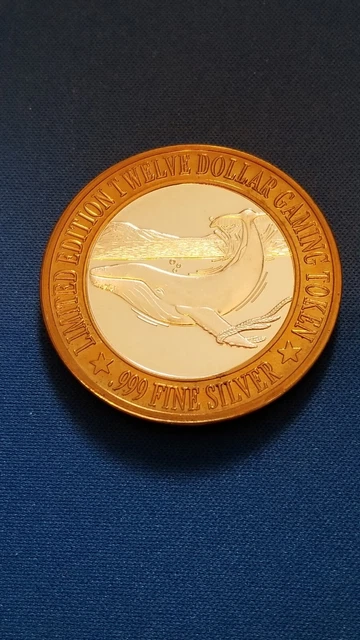 LIMITED EDITION TWELVE DOLLAR GAMING TOKEN
.999 FINE SILVER